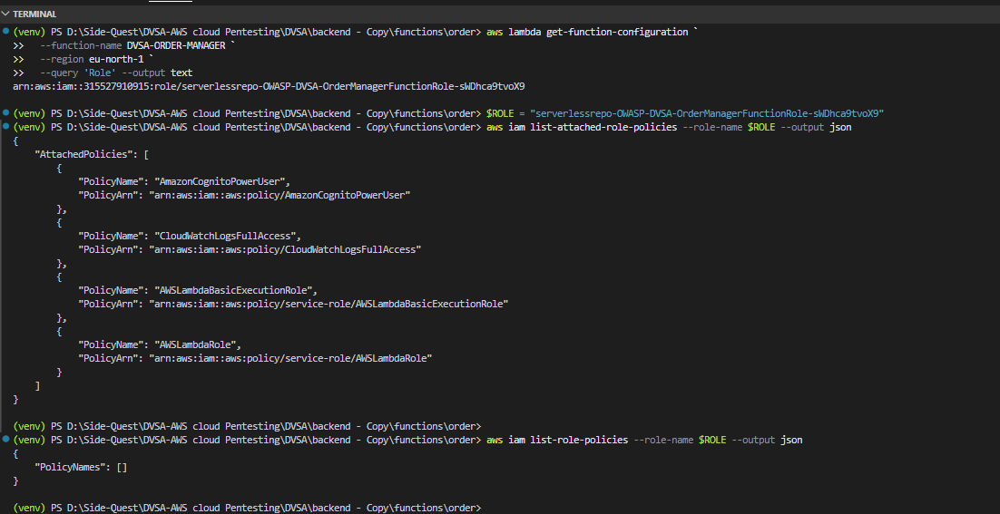 TERMINAL
(venv) PS D:\Side-Quest\DVSA-AWS cloud Pentesting\DVSA\backend - Copy\functions\order> aws lambda get-function-configuration `
>>   --function-name DVSA-ORDER-MANAGER `
>>   --region eu-north-1 `
>>   --query 'Role' --output text
arn:aws:iam::315527910915:role/serverlessrepo-OWASP-DVSA-OrderManagerFunctionRole-sWDhca9tvoX9
(venv) PS D:\Side-Quest\DVSA-AWS cloud Pentesting\DVSA\backend - Copy\functions\order> $ROLE = "serverlessrepo-OWASP-DVSA-OrderManagerFunctionRole-sWDhca9tvoX9"
(venv) PS D:\Side-Quest\DVSA-AWS cloud Pentesting\DVSA\backend - Copy\functions\order> aws iam list-attached-role-policies --role-name $ROLE --output json
{
    "AttachedPolicies": [
        {
            "PolicyName": "AmazonCognitoPowerUser",
            "PolicyArn": "arn:aws:iam::aws:policy/AmazonCognitoPowerUser"
        },
        {
            "PolicyName": "CloudWatchLogsFullAccess",
            "PolicyArn": "arn:aws:iam::aws:policy/CloudWatchLogsFullAccess"
        },
        {
            "PolicyName": "AWSLambdaBasicExecutionRole",
            "PolicyArn": "arn:aws:iam::aws:policy/service-role/AWSLambdaBasicExecutionRole"
        },
        {
            "PolicyName": "AWSLambdaRole",
            "PolicyArn": "arn:aws:iam::aws:policy/service-role/AWSLambdaRole"
        }
    ]
}
(venv) PS D:\Side-Quest\DVSA-AWS cloud Pentesting\DVSA\backend - Copy\functions\order>
(venv) PS D:\Side-Quest\DVSA-AWS cloud Pentesting\DVSA\backend - Copy\functions\order> aws iam list-role-policies --role-name $ROLE --output json
{
    "PolicyNames": []
}
(venv) PS D:\Side-Quest\DVSA-AWS cloud Pentesting\DVSA\backend - Copy\functions\order>